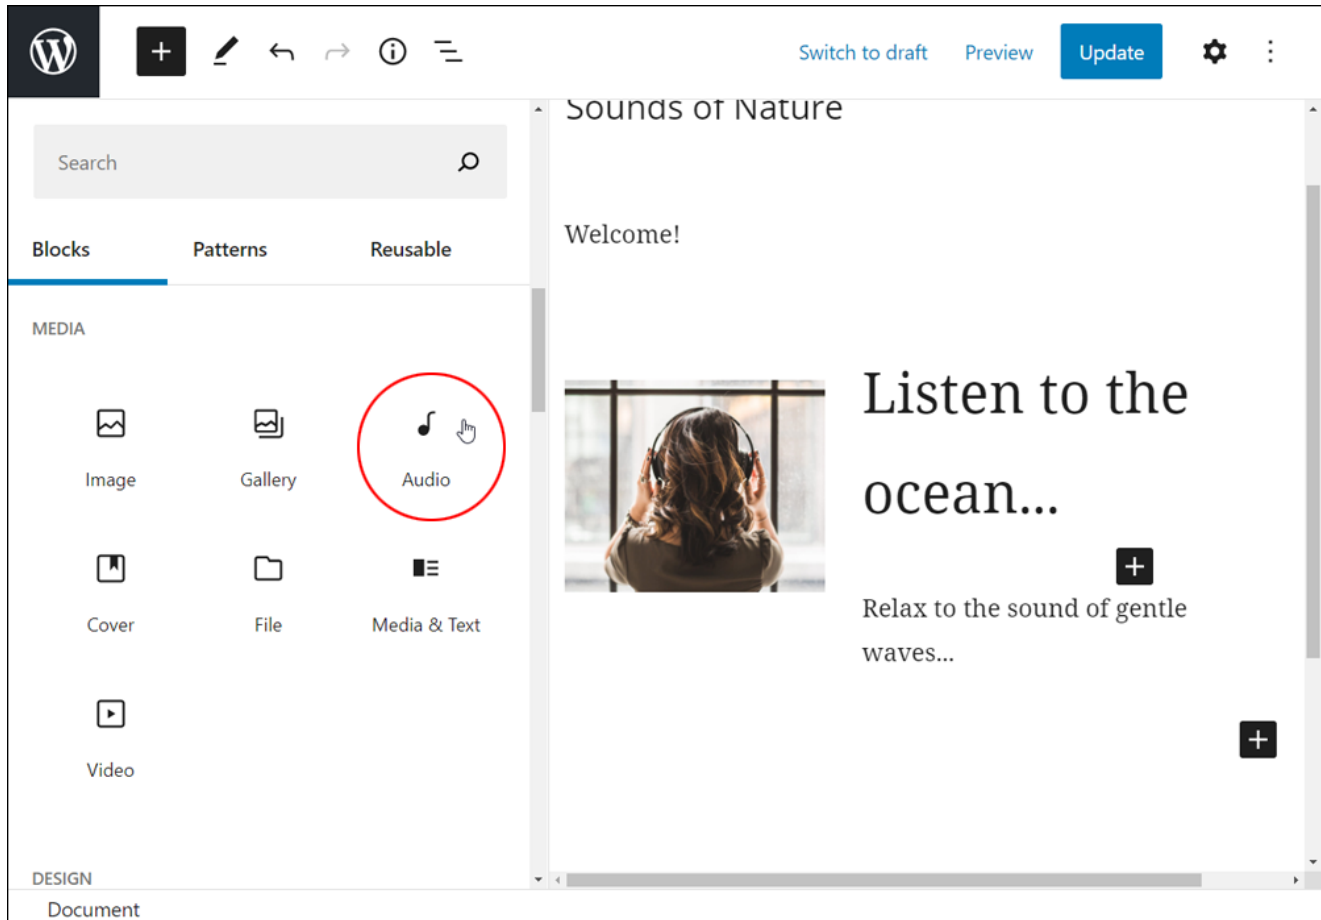 Switch to draft Preview Update
Search
Blocks Patterns Reusable
MEDIA
Image Gallery Audio
Cover File Media & Text
Video
DESIGN
Document
Sounds of Nature
Welcome!
Listen to the
ocean...
Relax to the sound of gentle
waves...